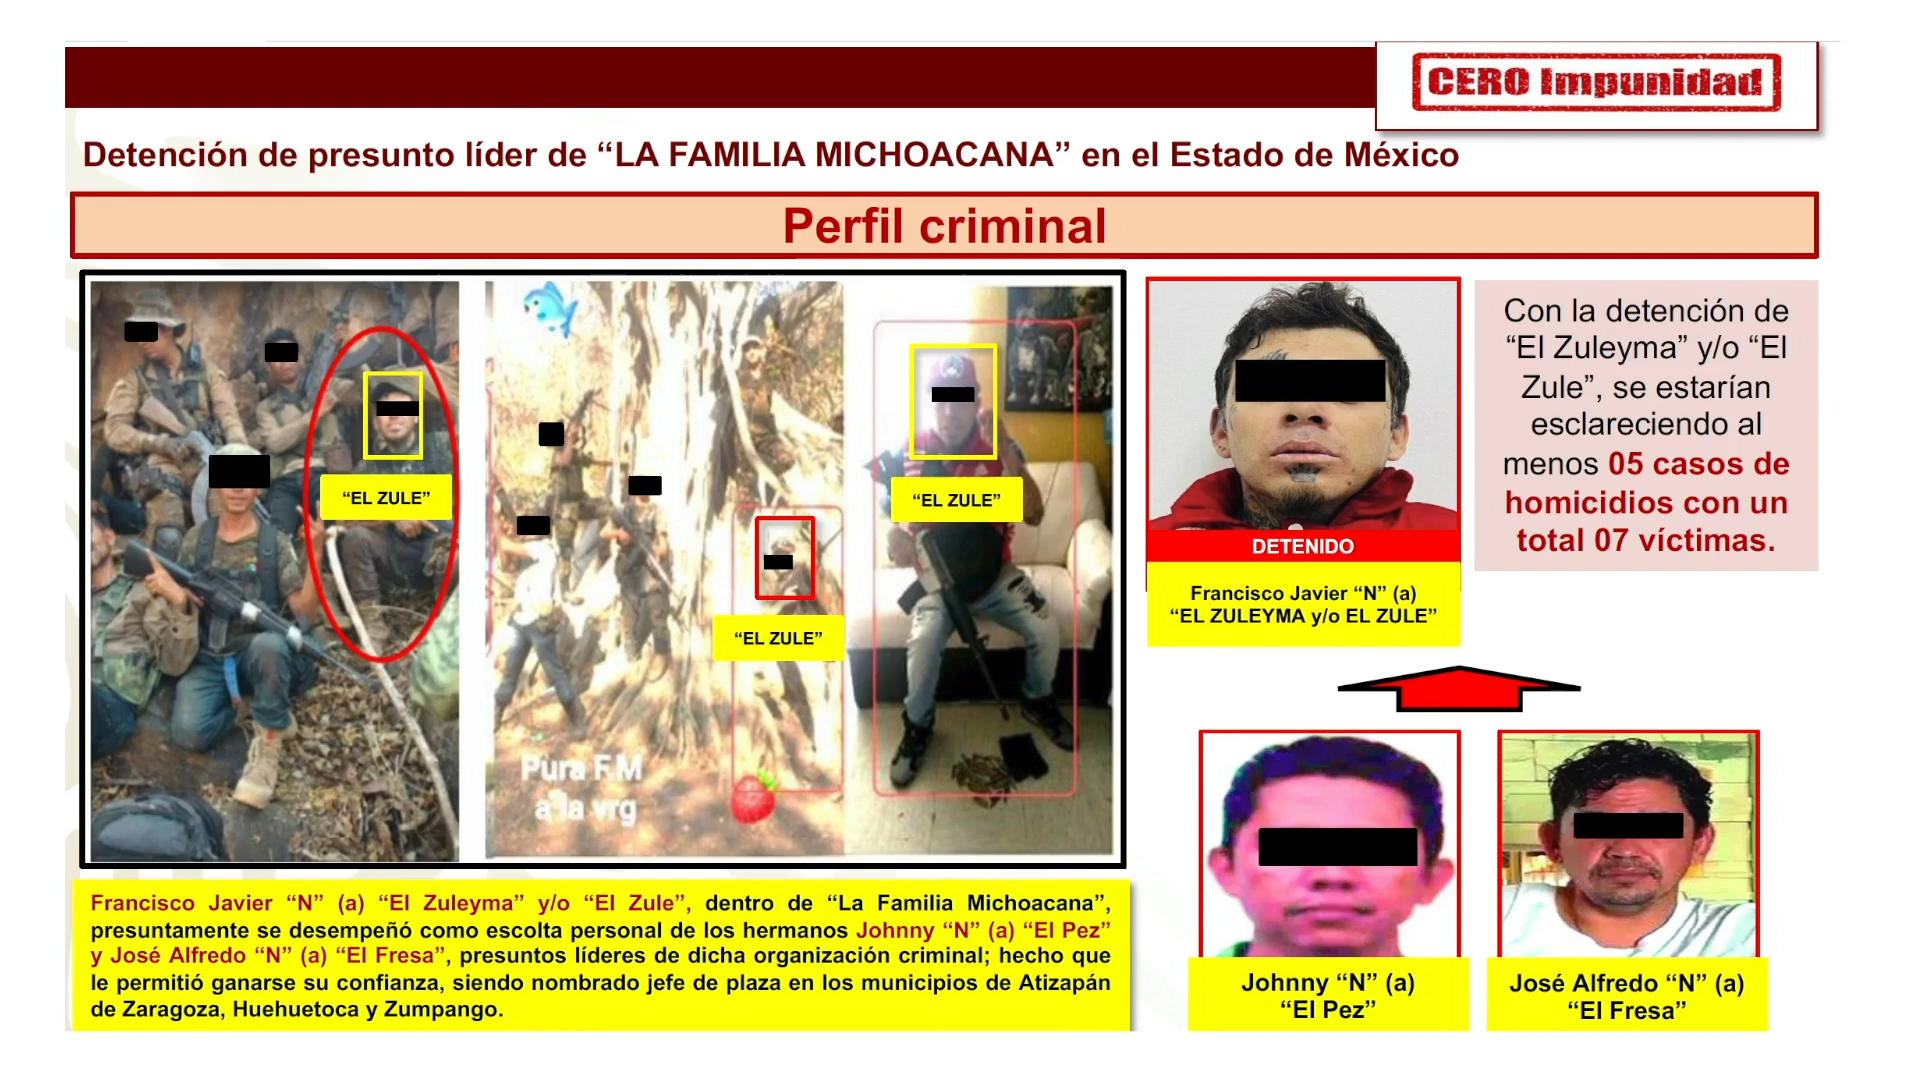 CERO Impunidad
Detención de presunto líder de “LA FAMILIA MICHOACANA” en el Estado de México
Perfil criminal
“EL ZULE”
“EL ZULE”
“EL ZULE”
Pura F.M
a la vrg
DETENIDO
Francisco Javier “N” (a)
“EL ZULEYMA y/o EL ZULE”
Con la detención de
“El Zuleyma” y/o “El
Zule”, se estarían
esclareciendo al
menos 05 casos de
homicidios con un
total 07 víctimas.
Francisco Javier “N” (a) “El Zuleyma” y/o “El Zule”, dentro de “La Familia Michoacana”,
presuntamente se desempeñó como escolta personal de los hermanos Johnny “N” (a) “El Pez”
y José Alfredo “N” (a) “El Fresa”, presuntos líderes de dicha organización criminal; hecho que
le permitió ganarse su confianza, siendo nombrado jefe de plaza en los municipios de Atizapán
de Zaragoza, Huehuetoca y Zumpango.
Johnny “N” (a)
“El Pez”
José Alfredo “N” (a)
“El Fresa”